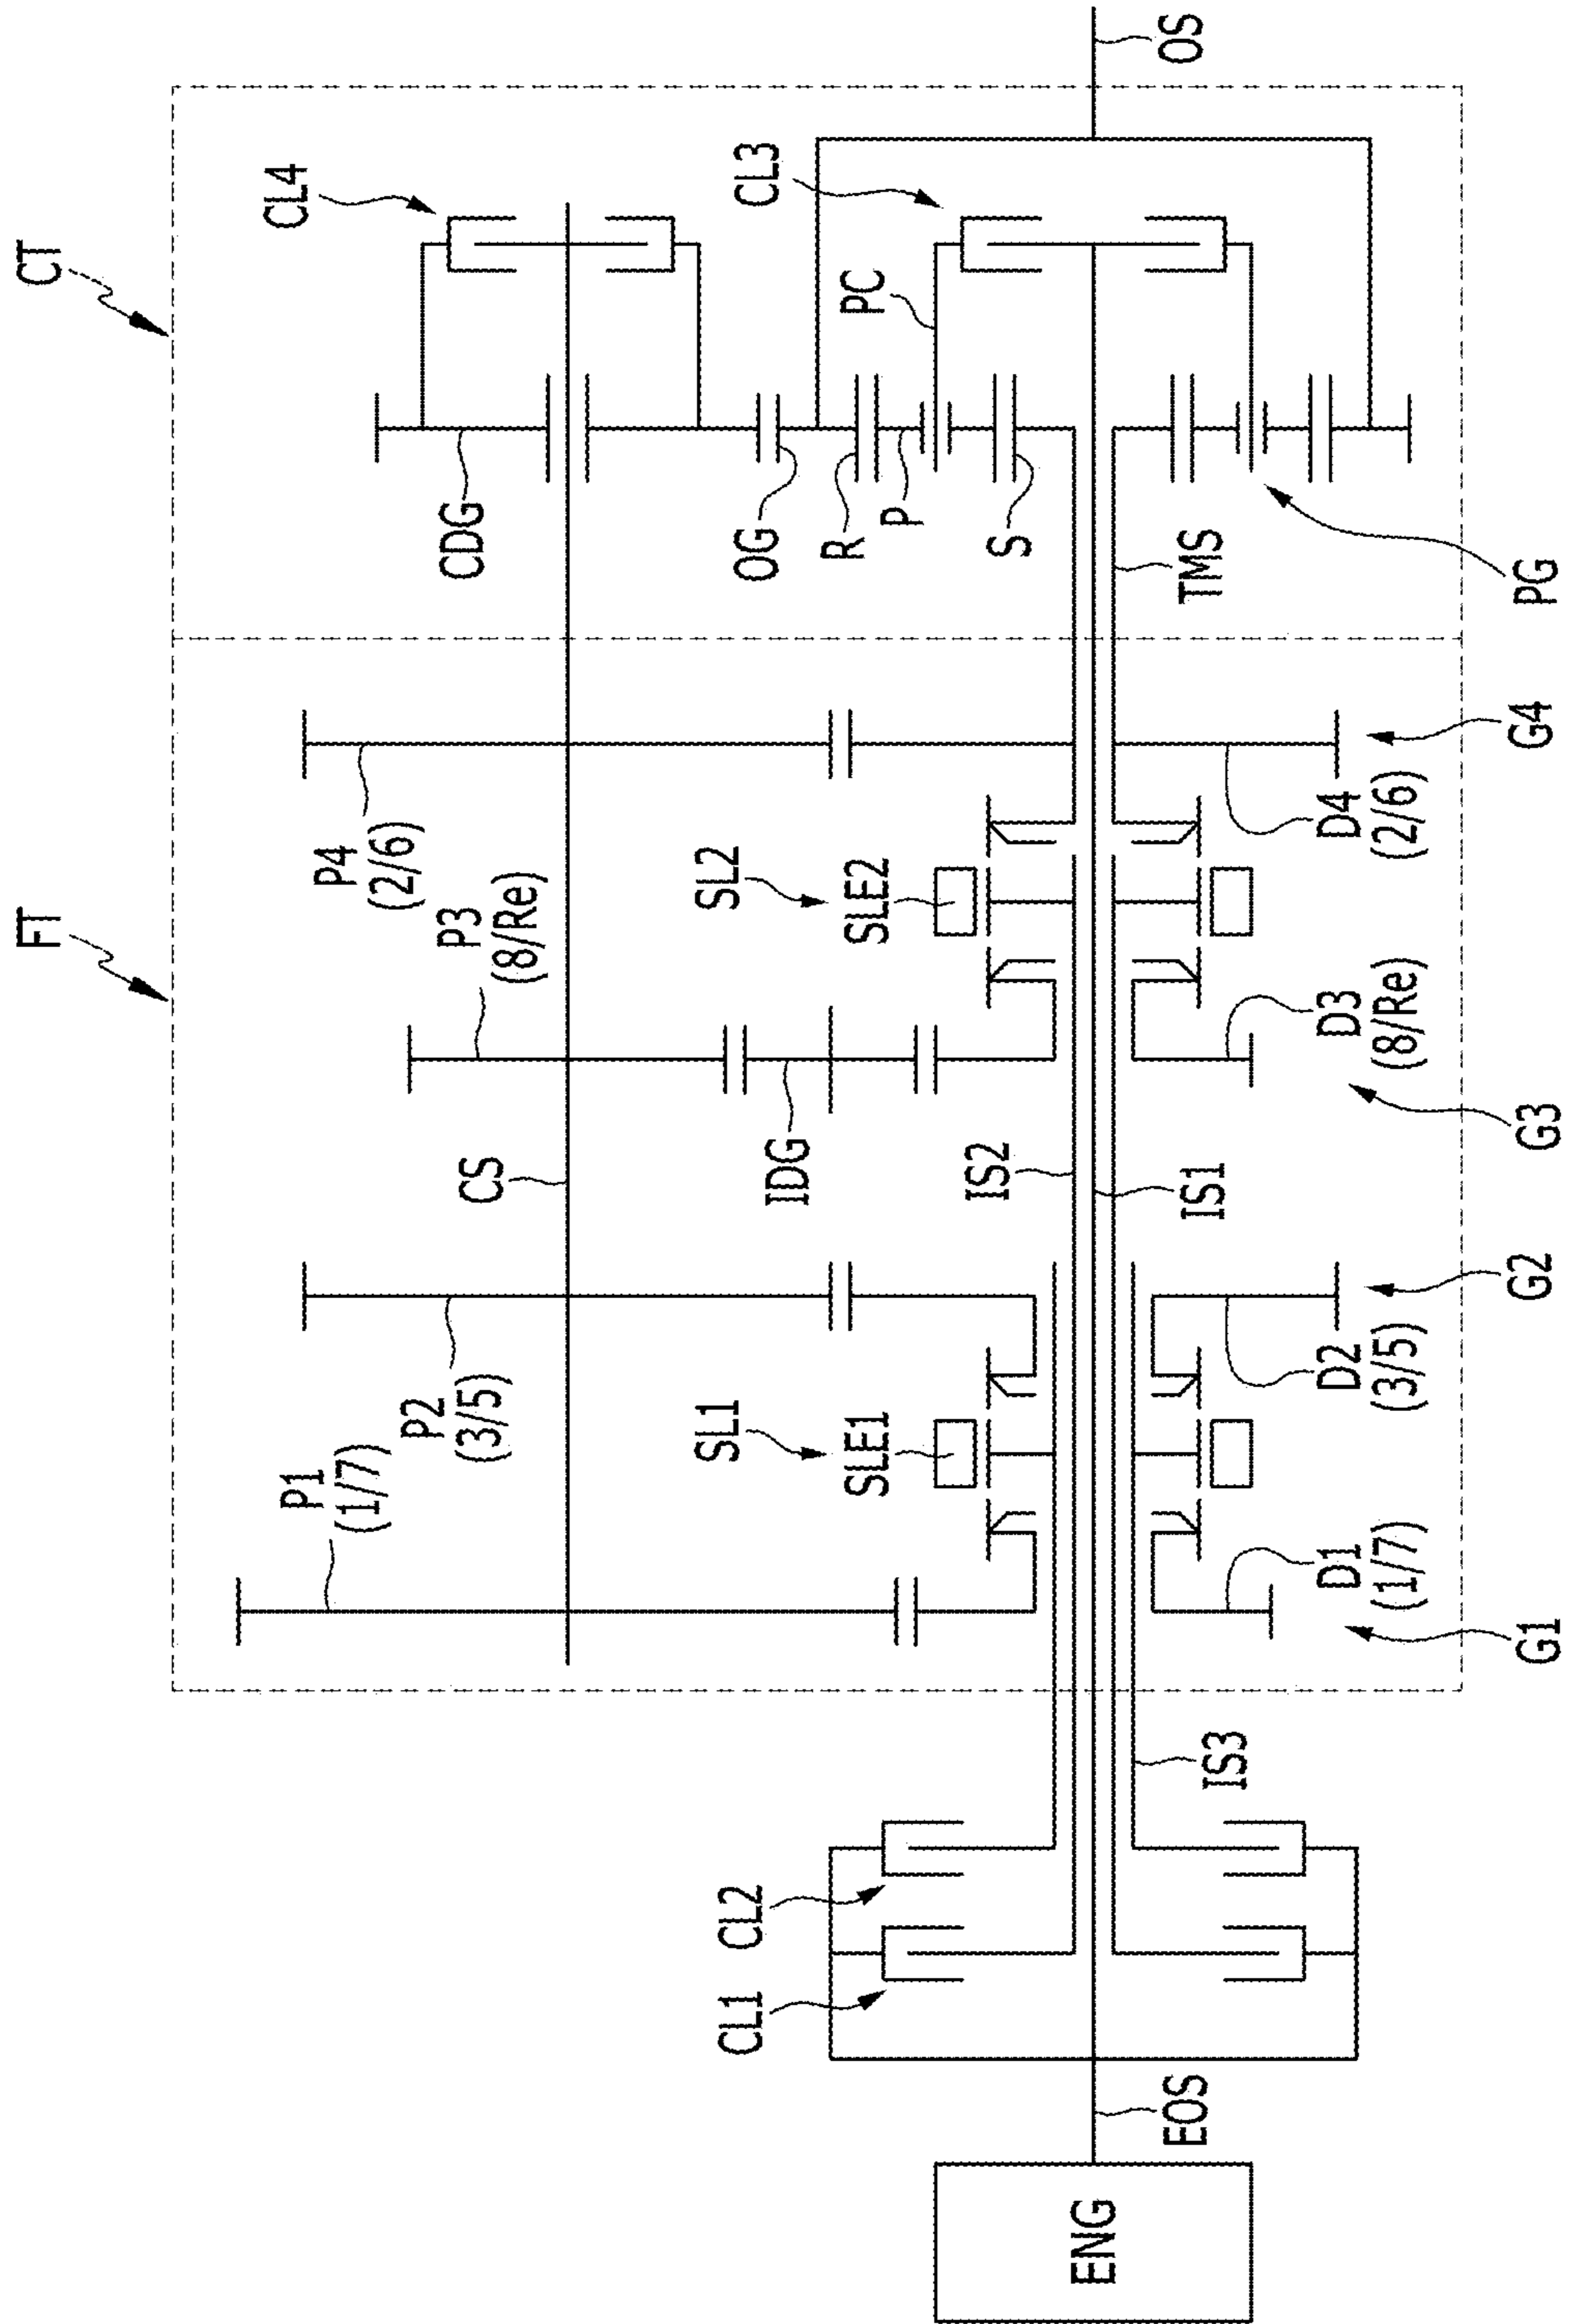 CT
FT
CL4
CL3
OS
PC
CDG
OG
R
P
S
TMS
PG
P4
(2/6)
P3
(8/Re)
SL2
SLE2
D4
(2/6)
G4
D3
(8/Re)
G3
CS
IDG
IS2
IS1
P2
(3/5)
P1
(1/7)
SL1
SLE1
D2
(3/5)
G2
D1
(1/7)
G1
IS3
CL2
CL1
EOS
ENG